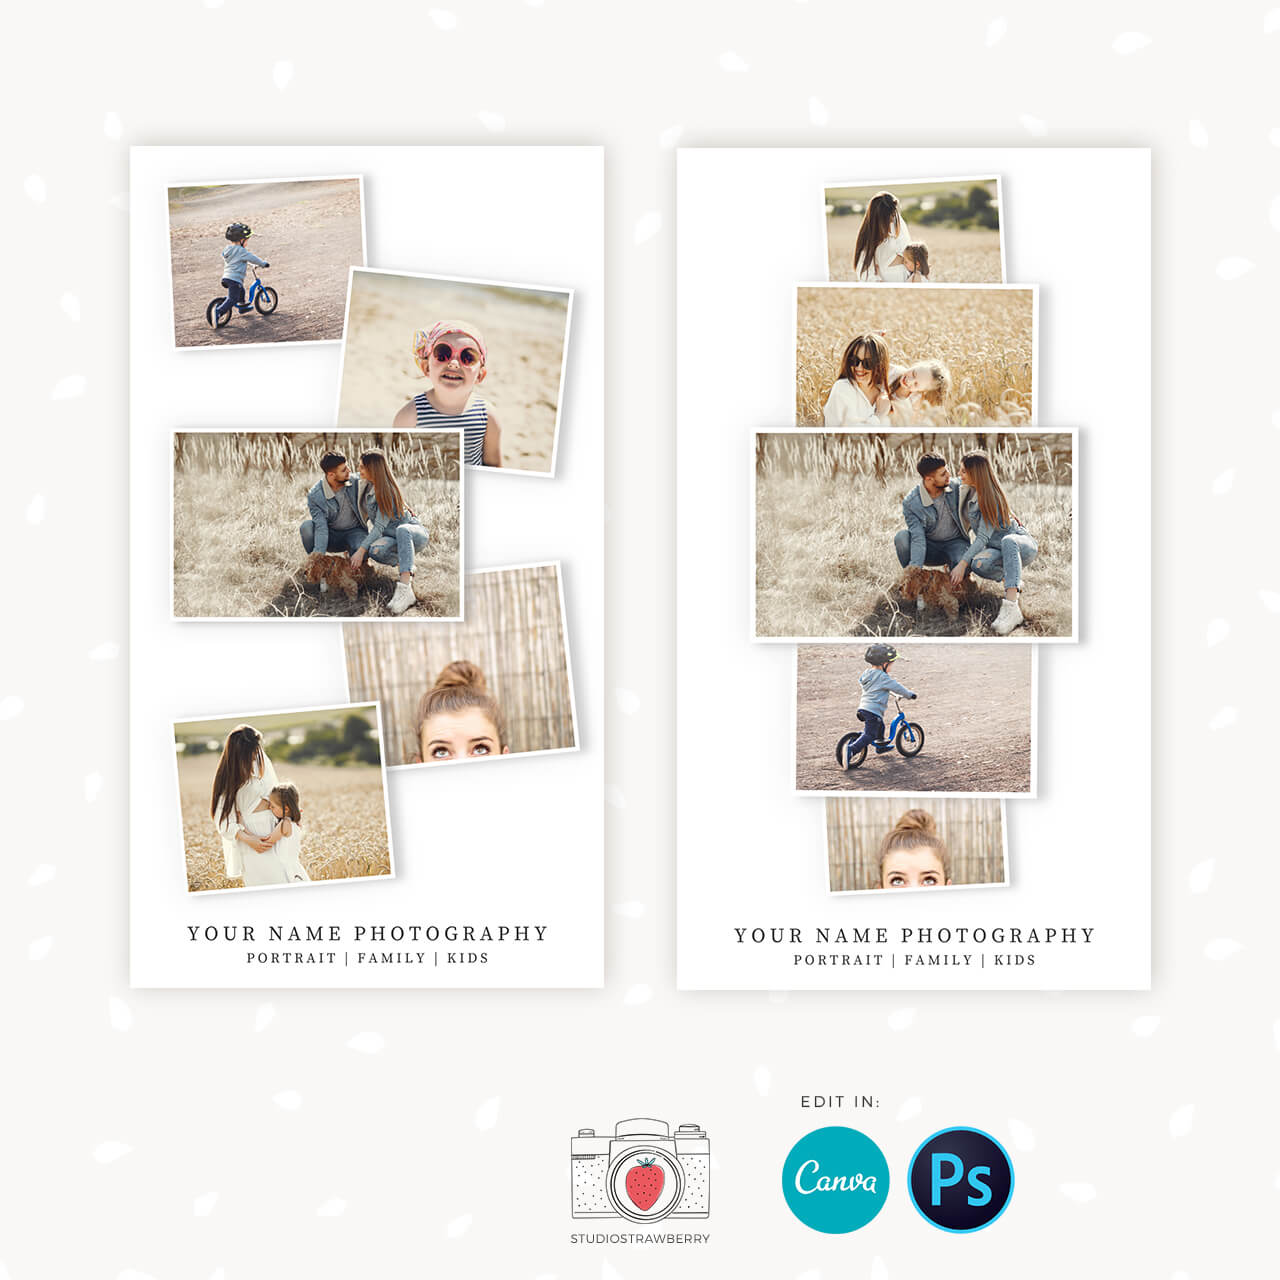 YOUR NAME PHOTOGRAPHY
PORTRAIT | FAMILY | KIDS
YOUR NAME PHOTOGRAPHY
PORTRAIT | FAMILY | KIDS
EDIT IN:
Canva
Ps
STUDIOSTRAWBERRY